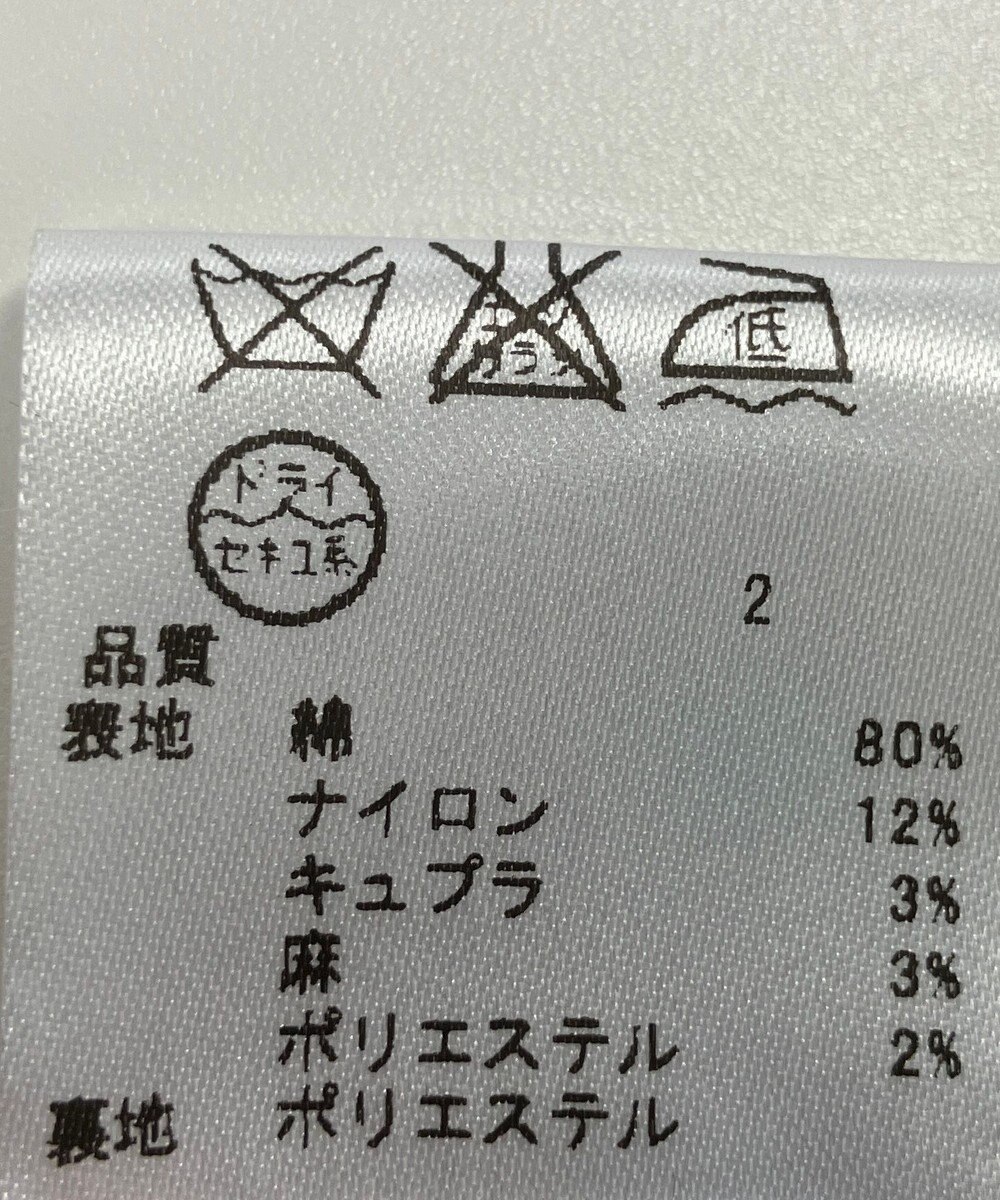 低
ドライ
セキユ系
2
品質
表地 綿 80%
ナイロン 12%
キュプラ 3%
麻 3%
ポリエステル 2%
裏地 ポリエステル